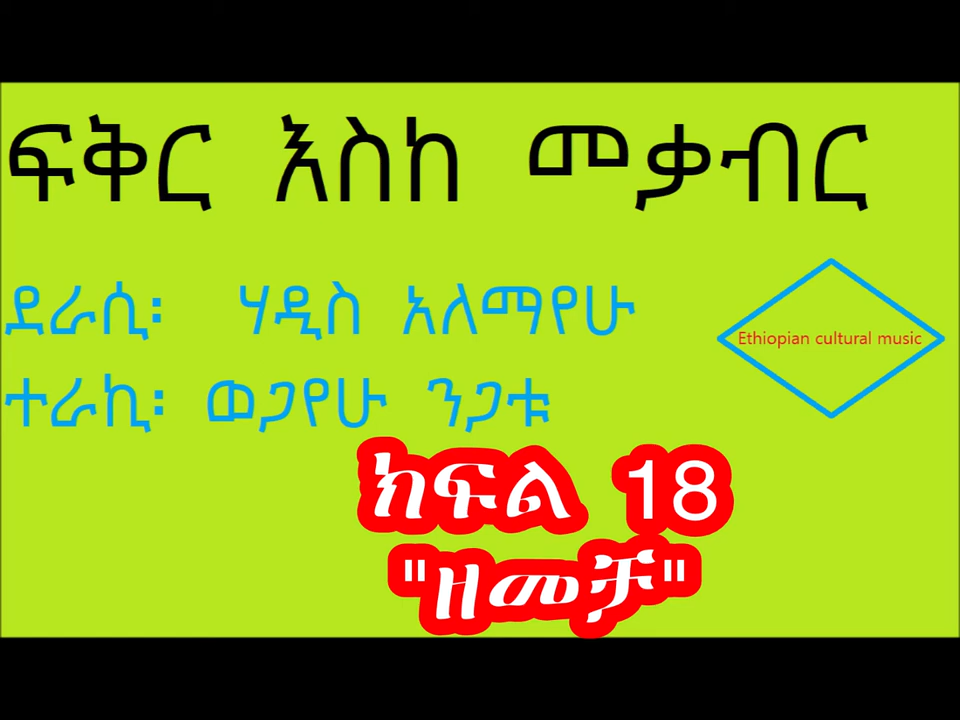 ፍቅር እስከ መቃብር
ደራሲ፡ ሃዲስ አለማየሁ
Ethiopian cultural music
ተራኪ፡ ወጋየሁ ንጋቱ
ክፍል 18
"ዘመቻ"